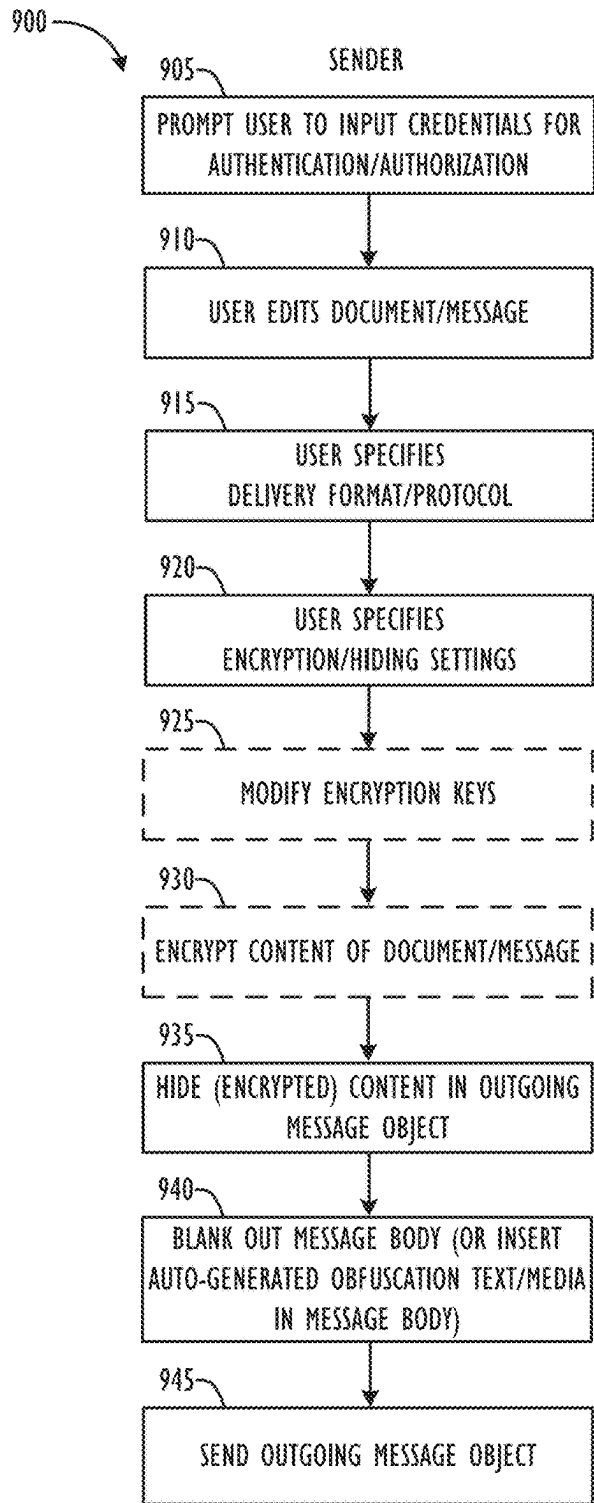 900
SENDER
905
PROMPT USER TO INPUT CREDENTIALS FOR
AUTHENTICATION/AUTHORIZATION
910
USER EDITS DOCUMENT/MESSAGE
915
USER SPECIFIES
DELIVERY FORMAT/PROTOCOL
920
USER SPECIFIES
ENCRYPTION/HIDING SETTINGS
925
MODIFY ENCRYPTION KEYS
930
ENCRYPT CONTENT OF DOCUMENT/MESSAGE
935
HIDE (ENCRYPTED) CONTENT IN OUTGOING
MESSAGE OBJECT
940
BLANK OUT MESSAGE BODY (OR INSERT
AUTO-GENERATED OBFUSCATION TEXT/MEDIA
IN MESSAGE BODY)
945
SEND OUTGOING MESSAGE OBJECT